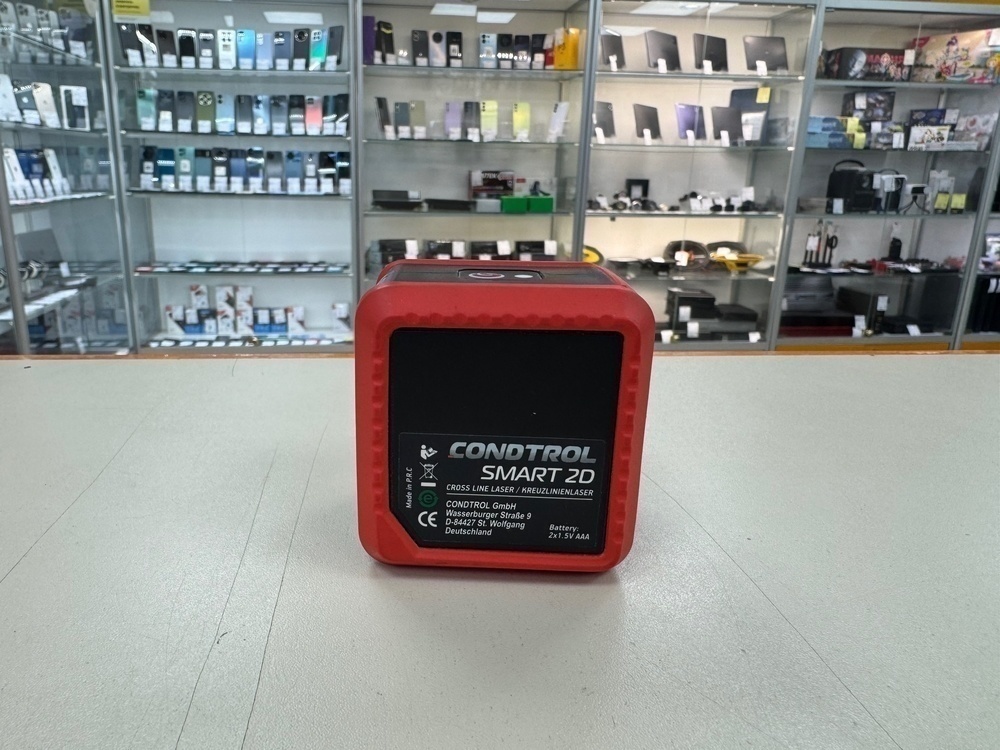 CONDTROL
SMART 2D
CROSS LINE LASER / KREUZLINIENLASER
CONDTROL GmbH
Wasserburger Straße 9
D-84427 St. Wolfgang
Deutschland
Battery:
2x1.5V AAA
Made in P.R.C
CE